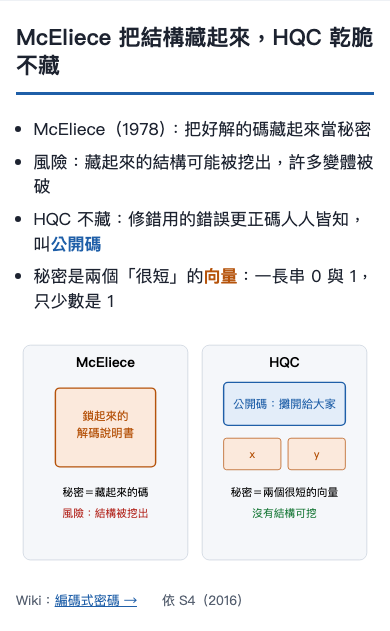 McEliece 把結構藏起來，HQC 乾脆
不藏
• McEliece（1978）：把好解的碼藏起來當秘密
• 風險：藏起來的結構可能被挖出，許多變體被
破
• HQC 不藏：修錯用的錯誤更正碼人人皆知，
叫公開碼
• 秘密是兩個「很短」的向量：一長串 0 與 1，
只少數是 1
McEliece
鎖起來的
解碼說明書
秘密＝藏起來的碼
風險：結構被挖出
HQC
公開碼：攤開給大家
x y
秘密＝兩個很短的向量
沒有結構可挖
Wiki：編碼式密碼 → 依 S4（2016）